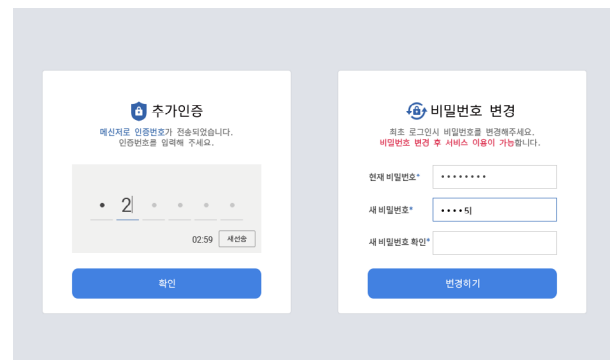 추가인증
메신저로 인증번호가 전송되었습니다.
인증번호를 입력해 주세요.
• 2 • • • •
02:59 재전송
확인
비밀번호 변경
최초 로그인시 비밀번호를 변경해주세요.
비밀번호 변경 후 서비스 이용이 가능합니다.
현재 비밀번호* ••••••••
새 비밀번호* ••••5
새 비밀번호 확인*
변경하기